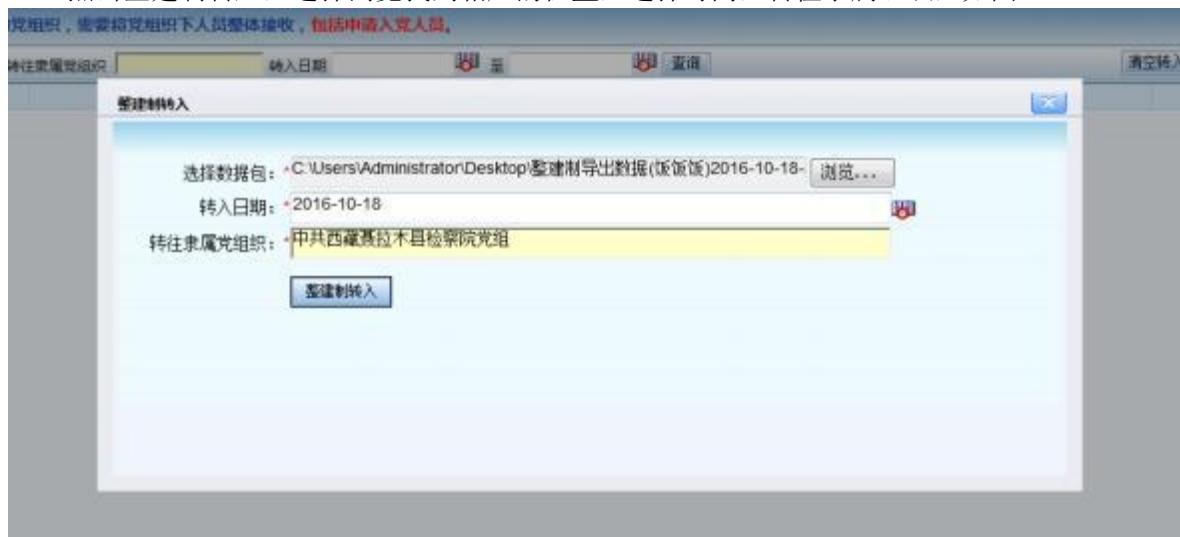 党组织，需要将党组织下人员整体接收，包括申请入党人员。
转往隶属党组织 转入日期 至 查询 清空转入
整建制转入
选择数据包：*C:\Users\Administrator\Desktop\整建制导出数据(饭饭饭)2016-10-18- 浏览...
转入日期：*2016-10-18
转往隶属党组织：*中共西藏聂拉木县检察院党组
整建制转入